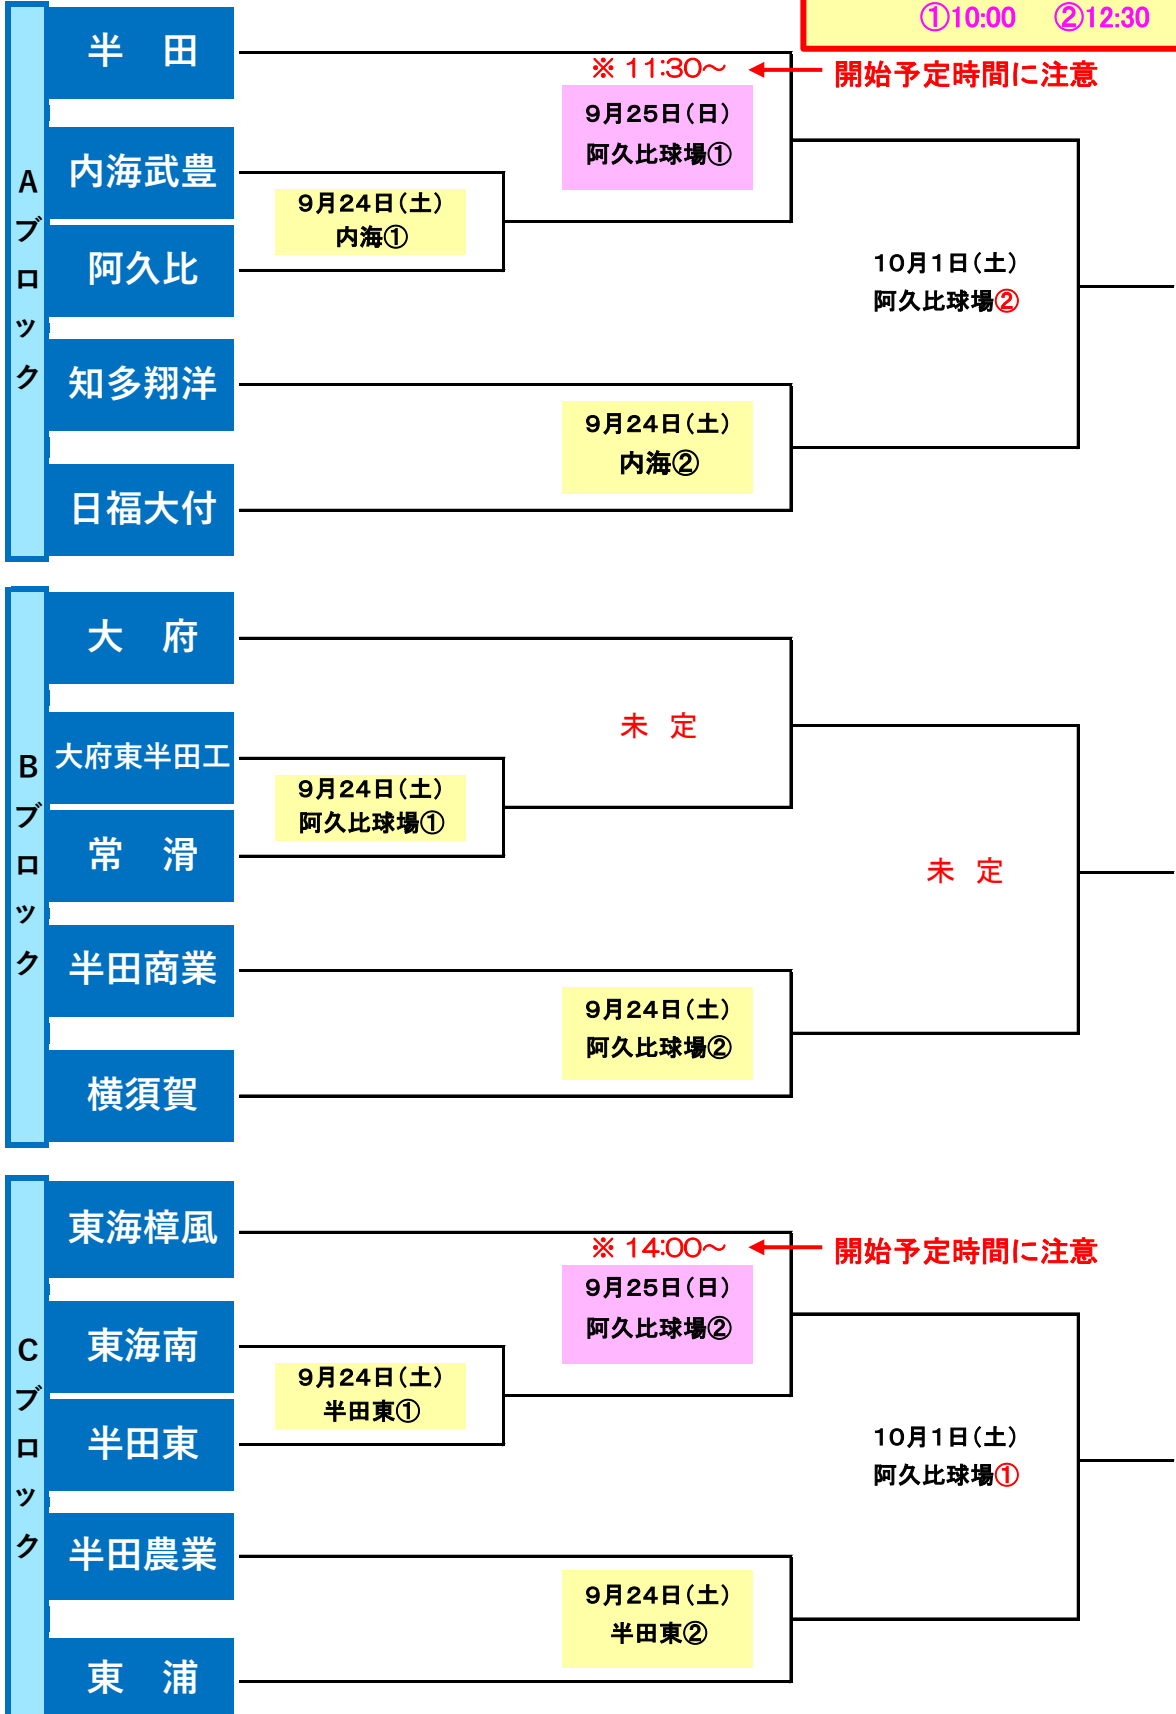 ①10:00　②12:30
半　田
※ 11:30～
開始予定時間に注意
9月25日(日)
阿久比球場①
Aブロック
内海武豊
9月24日(土)
内海①
阿久比
10月1日(土)
阿久比球場②
知多翔洋
9月24日(土)
内海②
日福大付
大　府
未 定
Bブロック
大府東半田工
9月24日(土)
阿久比球場①
常　滑
未 定
半田商業
9月24日(土)
阿久比球場②
横須賀
東海樟風
※ 14:00～
開始予定時間に注意
9月25日(日)
阿久比球場②
Cブロック
東海南
9月24日(土)
半田東①
半田東
10月1日(土)
阿久比球場①
半田農業
9月24日(土)
半田東②
東　浦